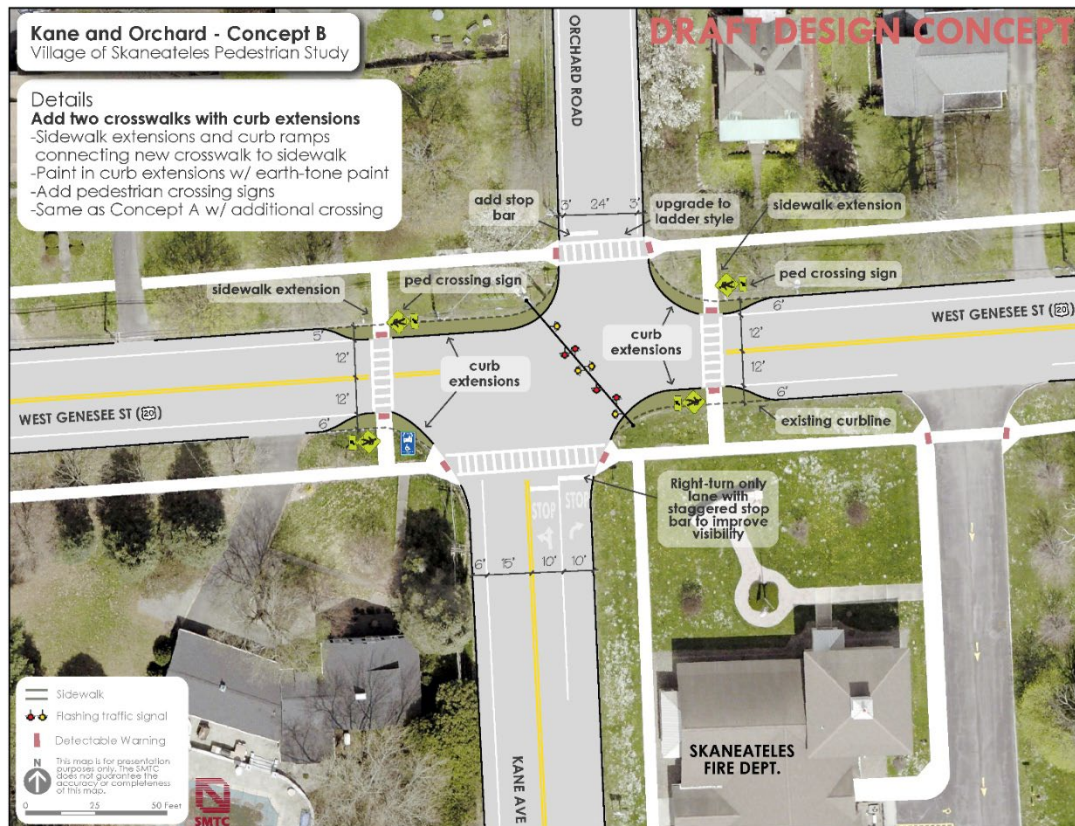 Kane and Orchard - Concept B
Village of Skaneateles Pedestrian Study
DRAFT DESIGN CONCEPT
Details
Add two crosswalks with curb extensions
-Sidewalk extensions and curb ramps
connecting new crosswalk to sidewalk
-Paint in curb extensions w/ earth-tone paint
-Add pedestrian crossing signs
-Same as Concept A w/ additional crossing
ORCHARD ROAD
add stop
bar
3' 24' 3'
upgrade to
ladder style
sidewalk extension
sidewalk extension
ped crossing sign
ped crossing sign
5'
12'
12'
6'
6'
12'
12'
6'
WEST GENESEE ST (20)
WEST GENESEE ST (20)
curb
extensions
curb
extensions
existing curbline
Right-turn only
lane with
staggered stop
bar to improve
visibility
STOP
STOP
6' 15' 10' 10'
KANE AVE
SKANEATELES
FIRE DEPT.
Sidewalk
Flashing traffic signal
Detectable Warning
N
This map is for presentation
purposes only. The SMTC
does not guarantee the
accuracy or completeness
of this map.
0 25 50 Feet
SMTC